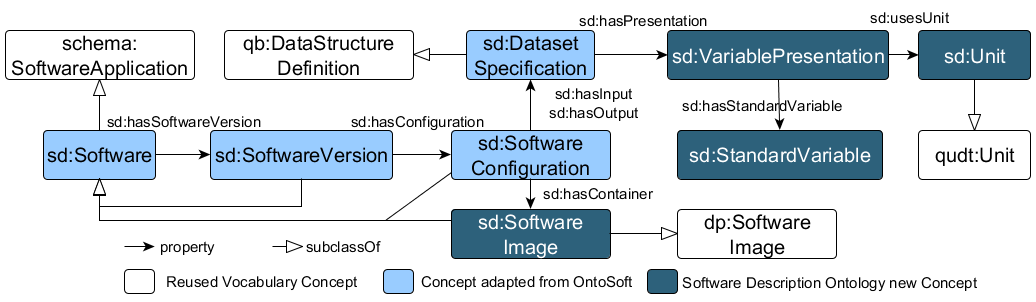 sd:hasPresentation
sd:usesUnit
schema:
SoftwareApplication
qb:DataStructure
Definition
sd:Dataset
Specification
sd:VariablePresentation
sd:Unit
sd:hasInput
sd:hasOutput
sd:hasStandardVariable
sd:hasSoftwareVersion
sd:hasConfiguration
sd:Software
sd:SoftwareVersion
sd:Software
Configuration
sd:StandardVariable
qudt:Unit
sd:hasContainer
sd:Software
Image
dp:Software
Image
property
subclassOf
Reused Vocabulary Concept
Concept adapted from OntoSoft
Software Description Ontology new Concept